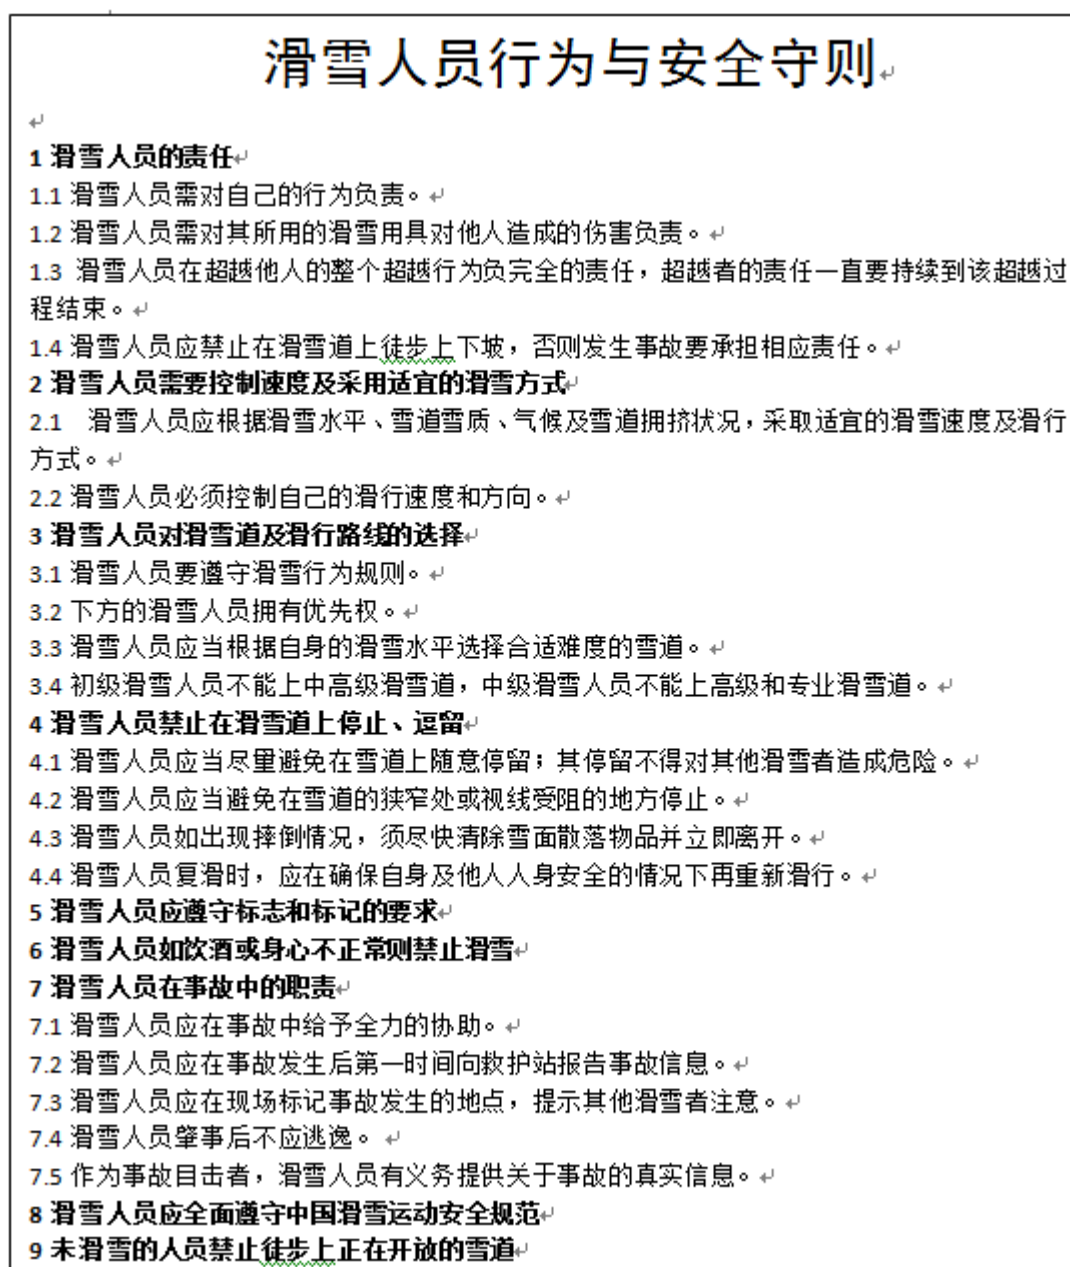 滑雪人员行为与安全守则
1 滑雪人员的责任
1.1 滑雪人员需对自己的行为负责。
1.2 滑雪人员需对其所用的滑雪用具对他人造成的伤害负责。
1.3 滑雪人员在超越他人的整个超越行为负完全的责任，超越者的责任一直要持续到该超越过
程结束。
1.4 滑雪人员应禁止在滑雪道上徒步上下坡，否则发生事故要承担相应责任。
2 滑雪人员需要控制速度及采用适宜的滑雪方式
2.1 滑雪人员应根据滑雪水平、雪道雪质、气候及雪道拥挤状况，采取适宜的滑雪速度及滑行
方式。
2.2 滑雪人员必须控制自己的滑行速度和方向。
3 滑雪人员对滑雪道及滑行路线的选择
3.1 滑雪人员要遵守滑雪行为规则。
3.2 下方的滑雪人员拥有优先权。
3.3 滑雪人员应当根据自身的滑雪水平选择合适难度的雪道。
3.4 初级滑雪人员不能上中高级滑雪道，中级滑雪人员不能上高级和专业滑雪道。
4 滑雪人员禁止在滑雪道上停止、逗留
4.1 滑雪人员应当尽量避免在雪道上随意停留；其停留不得对其他滑雪者造成危险。
4.2 滑雪人员应当避免在雪道的狭窄处或视线受阻的地方停止。
4.3 滑雪人员如出现摔倒情况，须尽快清除雪面散落物品并立即离开。
4.4 滑雪人员复滑时，应在确保自身及他人人身安全的情况下再重新滑行。
5 滑雪人员应遵守标志和标记的要求
6 滑雪人员如饮酒或身心不正常则禁止滑雪
7 滑雪人员在事故中的职责
7.1 滑雪人员应在事故中给予全力的协助。
7.2 滑雪人员应在事故发生后第一时间向救护站报告事故信息。
7.3 滑雪人员应在现场标记事故发生的地点，提示其他滑雪者注意。
7.4 滑雪人员肇事后不应逃逸。
7.5 作为事故目击者，滑雪人员有义务提供关于事故的真实信息。
8 滑雪人员应全面遵守中国滑雪运动安全规范
9 未滑雪的人员禁止徒步上正在开放的雪道